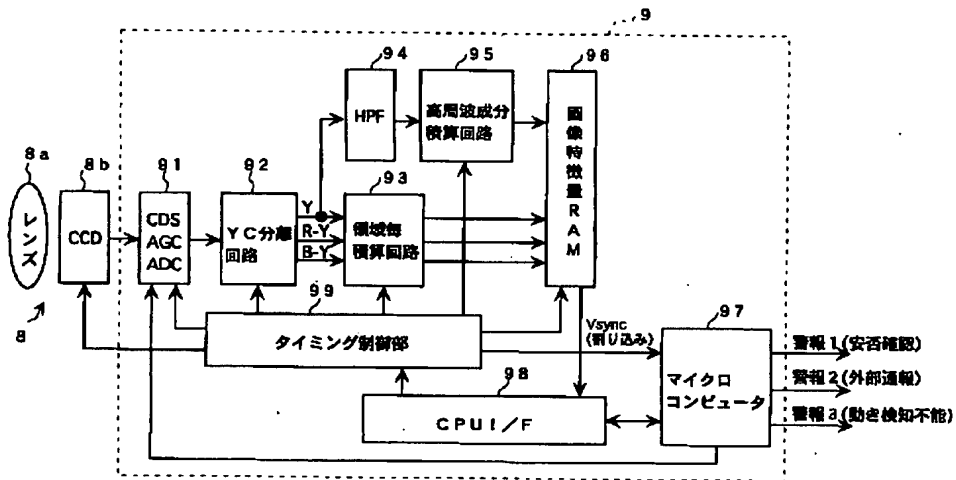 9
94
95
96
HPF
高周波成分
積算回路
画像特徴量RAM
8a
8b
91
92
93
レンズ
CCD
CDS
AGC
ADC
YC分離
回路
Y
R-Y
B-Y
領域毎
積算回路
8
99
タイミング制御部
Vsync
(割り込み)
97
マイクロ
コンピュータ
警報1(安否確認)
警報2(外部通報)
警報3(動き検知不能)
98
CPUI/F